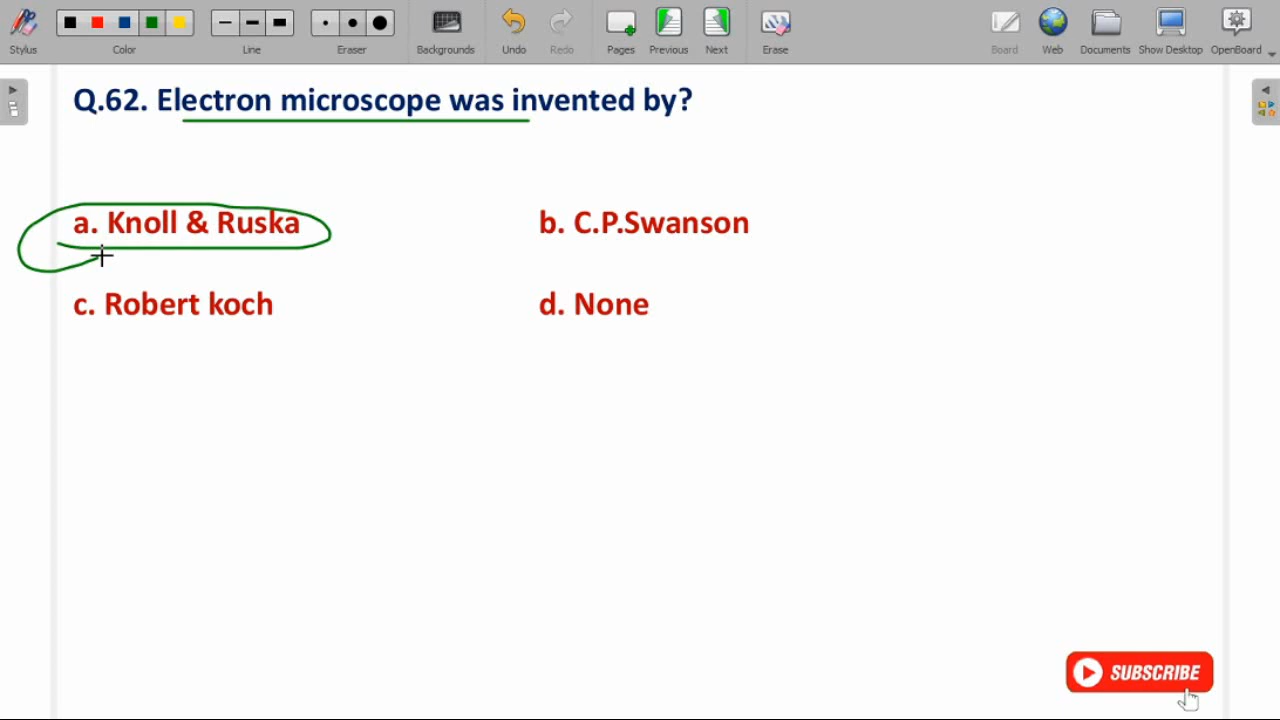 Stylus Color Line Eraser Backgrounds Undo Redo Pages Previous Next Erase Board Web Documents Show Desktop OpenBoard
Q.62. Electron microscope was invented by?
a. Knoll & Ruska b. C.P.Swanson
c. Robert koch d. None
SUBSCRIBE